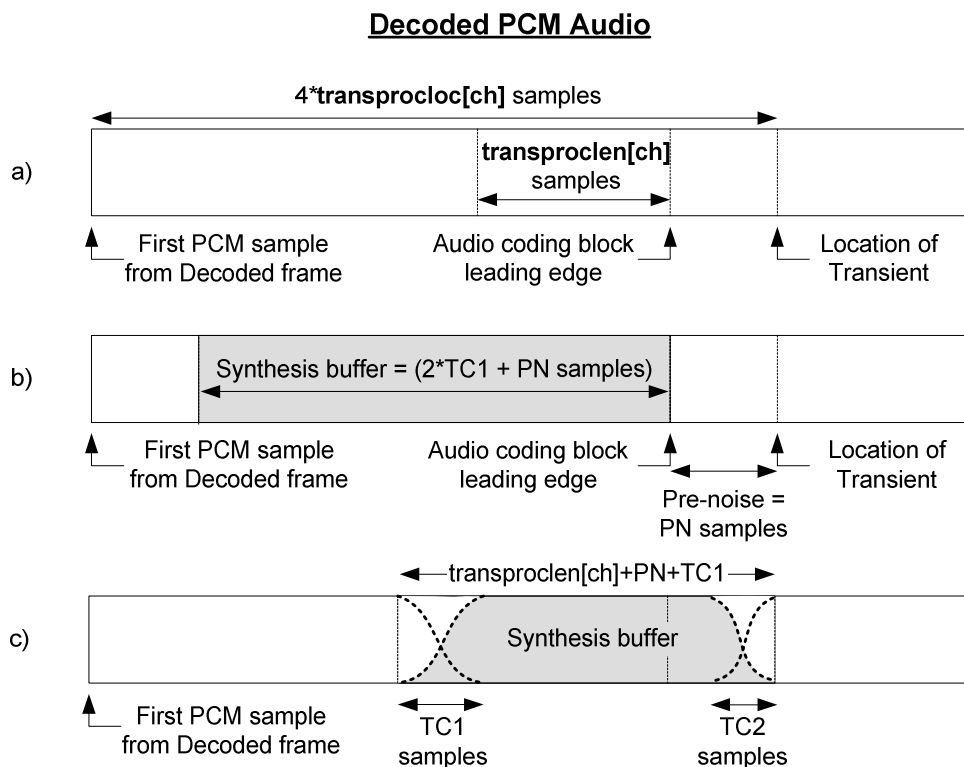 Decoded PCM Audio
4*transprocloc[ch] samples
a)
transproclen[ch]
samples
First PCM sample
from Decoded frame
Audio coding block
leading edge
Location of
Transient
b)
Synthesis buffer = (2*TC1 + PN samples)
First PCM sample
from Decoded frame
Audio coding block
leading edge
Location of
Transient
Pre-noise =
PN samples
transproclen[ch]+PN+TC1
c)
Synthesis buffer
First PCM sample
from Decoded frame
TC1
samples
TC2
samples